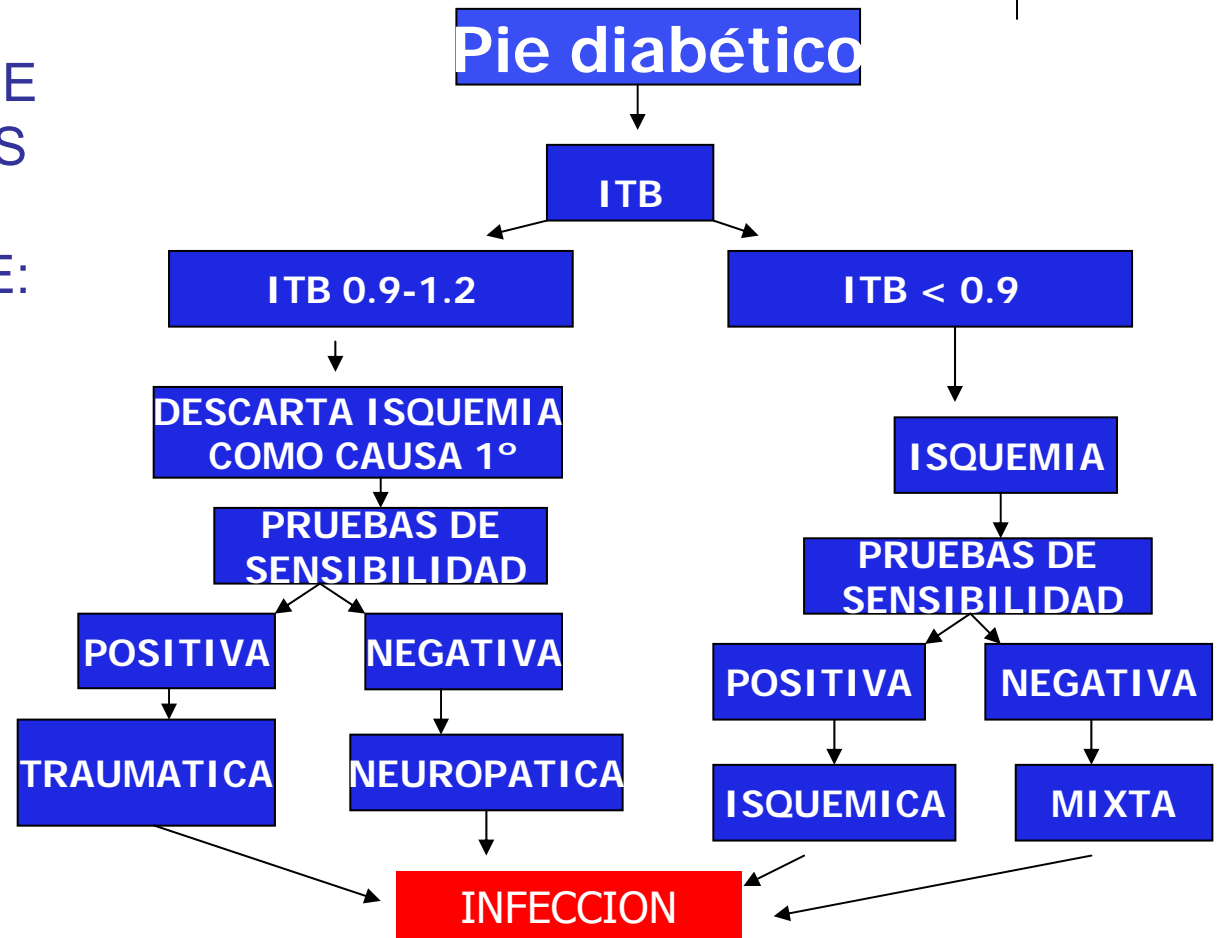 Pie diabético
E
S
E:
ITB
ITB 0.9-1.2
ITB < 0.9
DESCARTA ISQUEMIA
COMO CAUSA 1º
ISQUEMIA
PRUEBAS DE
SENSIBILIDAD
PRUEBAS DE
SENSIBILIDAD
POSITIVA
NEGATIVA
POSITIVA
NEGATIVA
TRAUMATICA
NEUROPATICA
ISQUEMICA
MIXTA
INFECCION